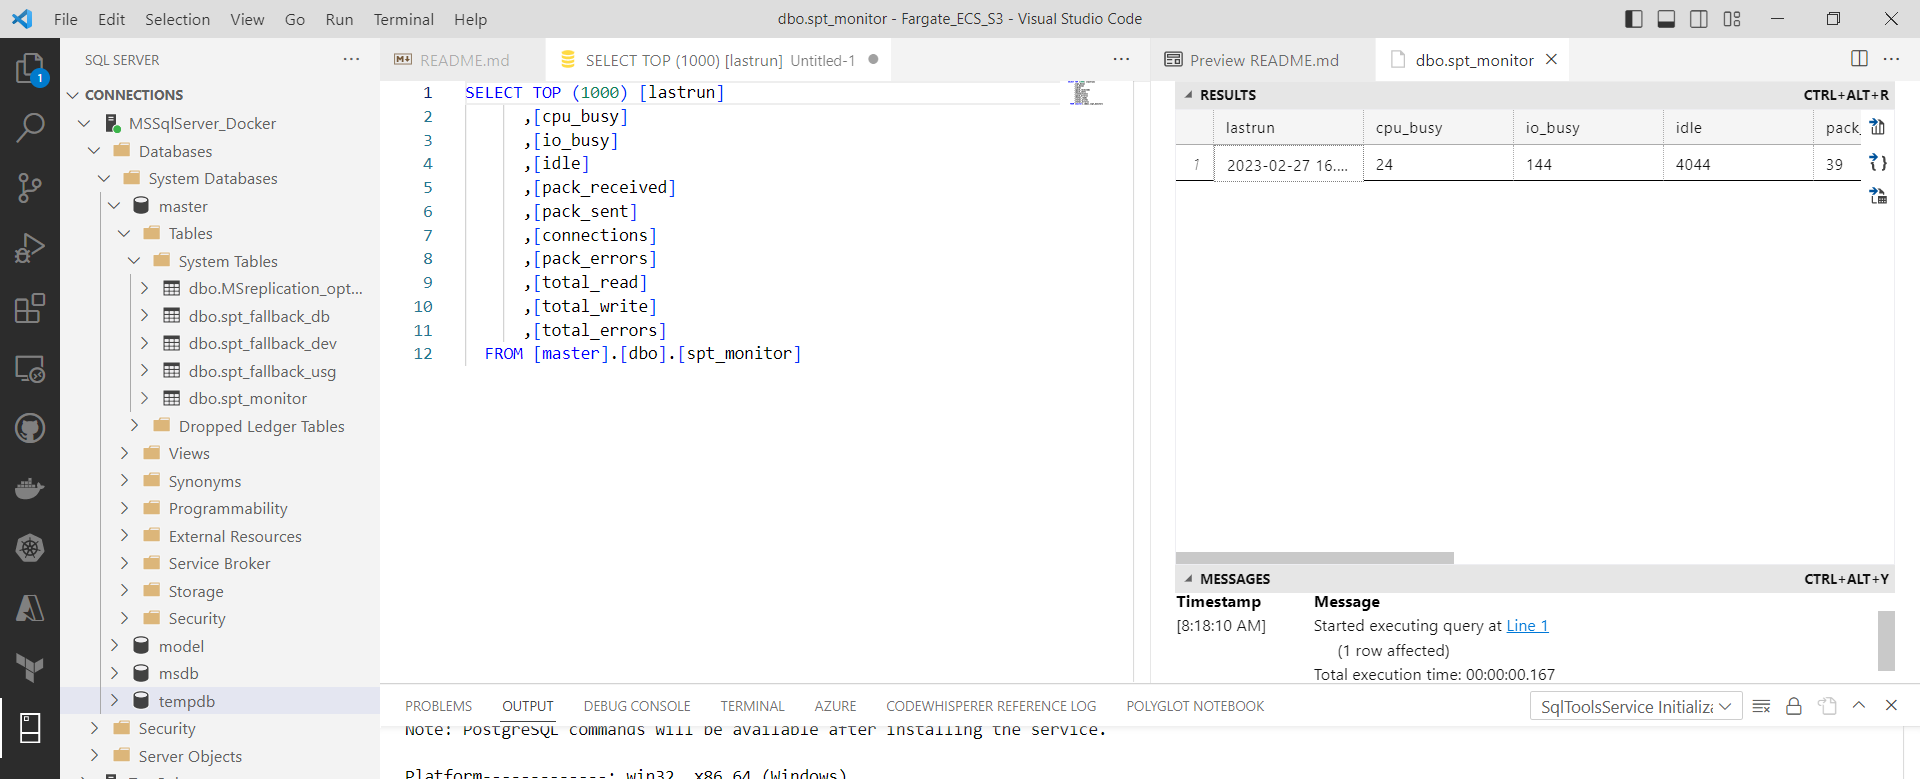 File Edit Selection View Go Run Terminal Help
dbo.spt_monitor - Fargate_ECS_S3 - Visual Studio Code
1
SQL SERVER
CONNECTIONS
MSSqlServer_Docker
Databases
System Databases
master
Tables
System Tables
dbo.MSreplication_opt...
dbo.spt_fallback_db
dbo.spt_fallback_dev
dbo.spt_fallback_usg
dbo.spt_monitor
Dropped Ledger Tables
Views
Synonyms
Programmability
External Resources
Service Broker
Storage
Security
model
msdb
tempdb
Security
Server Objects
README.md
SELECT TOP (1000) [lastrun] Untitled-1
1 SELECT TOP (1000) [lastrun]
2 ,[cpu_busy]
3 ,[io_busy]
4 ,[idle]
5 ,[pack_received]
6 ,[pack_sent]
7 ,[connections]
8 ,[pack_errors]
9 ,[total_read]
10 ,[total_write]
11 ,[total_errors]
12 FROM [master].[dbo].[spt_monitor]
Preview README.md
dbo.spt_monitor
RESULTS CTRL+ALT+R
lastrun cpu_busy io_busy idle pack_
1 2023-02-27 16.... 24 144 4044 39
MESSAGES CTRL+ALT+Y
Timestamp Message
[8:18:10 AM] Started executing query at Line 1
(1 row affected)
Total execution time: 00:00:00.167
PROBLEMS OUTPUT DEBUG CONSOLE TERMINAL AZURE CODEWHISPERER REFERENCE LOG POLYGLOT NOTEBOOK
SqlToolsService Initializa
Note: PostgreSQL commands will be available after installing the service.
Platform-------------: win32, x86_64 (Windows)